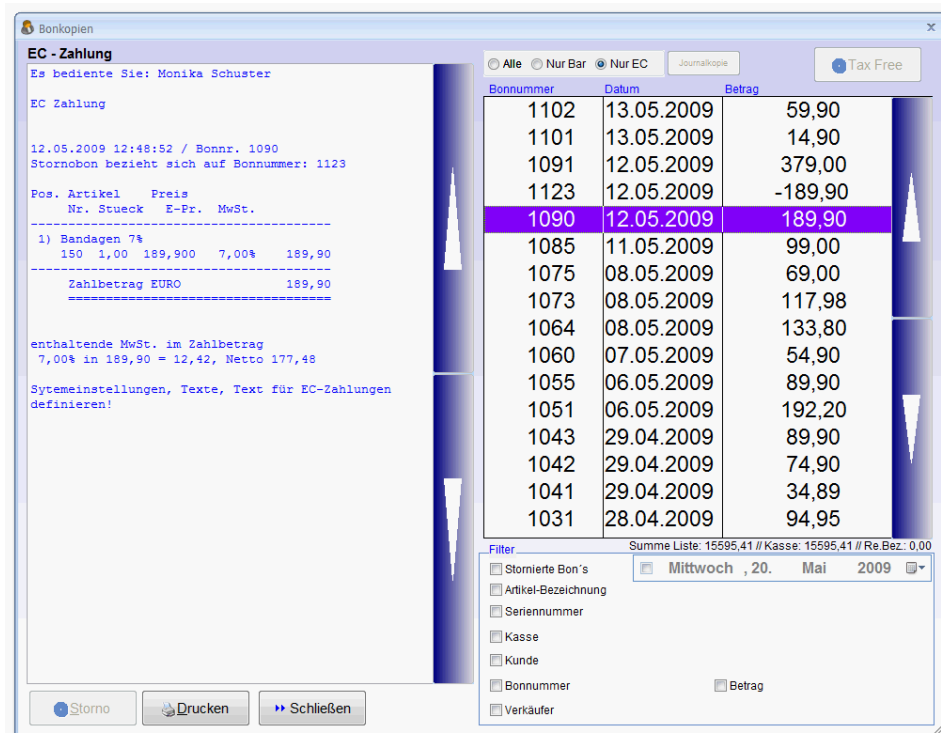 Bonkopien
x
EC - Zahlung
Es bediente Sie: Monika Schuster
EC Zahlung
12.05.2009 12:48:52 / Bonnr. 1090
Stornobon bezieht sich auf Bonnummer: 1123
Pos. Artikel Preis
Nr. Stueck E-Pr. MwSt.
1) Bandagen 7%
150 1,00 189,900 7,00% 189,90
Zahlbetrag EURO 189,90
enthaltende MwSt. im Zahlbetrag
7,00% in 189,90 = 12,42, Netto 177,48
Sytemeinstellungen, Texte, Text für EC-Zahlungen
definieren!
Storno Drucken Schließen
Alle Nur Bar Nur EC Journalkopie Tax Free
Bonnummer Datum Betrag
1102 13.05.2009 59,90
1101 13.05.2009 14,90
1091 12.05.2009 379,00
1123 12.05.2009 -189,90
1090 12.05.2009 189,90
1085 11.05.2009 99,00
1075 08.05.2009 69,00
1073 08.05.2009 117,98
1064 08.05.2009 133,80
1060 07.05.2009 54,90
1055 06.05.2009 89,90
1051 06.05.2009 192,20
1043 29.04.2009 89,90
1042 29.04.2009 74,90
1041 29.04.2009 34,89
1031 28.04.2009 94,95
Summe Liste: 15595,41 // Kasse: 15595,41 // Re.Bez.: 0,00
Filter
Stornierte Bon´s Mittwoch , 20. Mai 2009
Artikel-Bezeichnung
Seriennummer
Kasse
Kunde
Bonnummer Betrag
Verkäufer